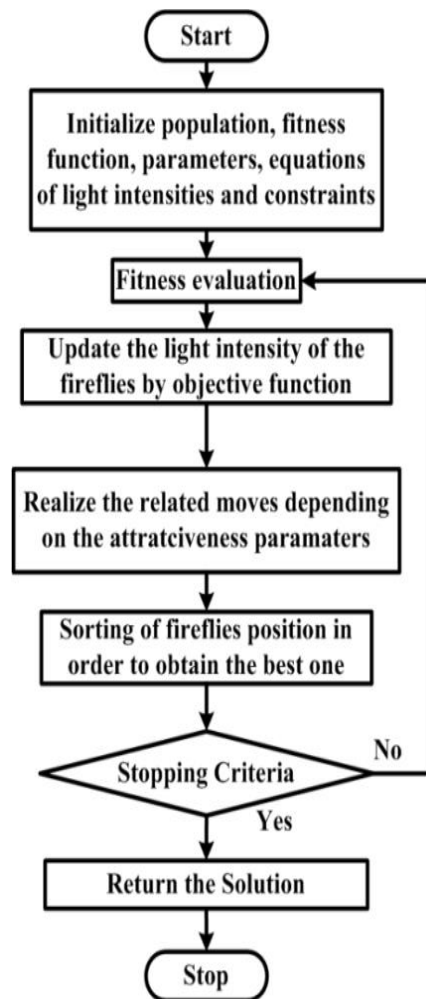 Start
Initialize population, fitness
function, parameters, equations
of light intensities and constraints
Fitness evaluation
Update the light intensity of the
fireflies by objective function
Realize the related moves depending
on the attratciveness paramaters
Sorting of fireflies position in
order to obtain the best one
Stopping Criteria
No
Yes
Return the Solution
Stop